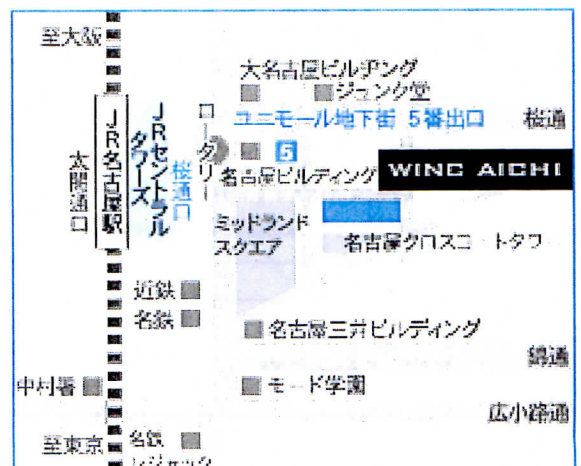 至大阪
大名古屋ビルヂング
ジュンク堂
ユニモール地下街 5番出口
桜通
JR名古屋駅
JRセントラル
タワーズ
桜通口
太閤通口
ロータリー
5
名古屋ビルディング
WINC AICHI
ミッドランド
スクエア
名古屋クロスコートタワ
近鉄
名鉄
名古屋三井ビルディング
錦通
中村署
モード学園
広小路通
至東京
名鉄
レジャック